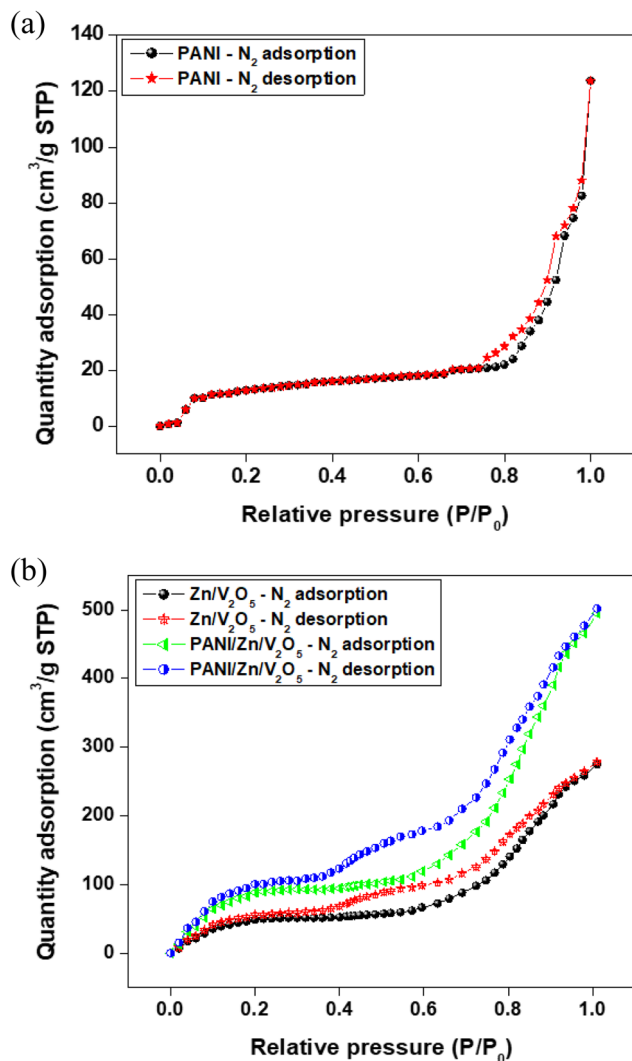 (a)
PANI - N₂ adsorption
PANI - N₂ desorption
Quantity adsorption (cm³/g STP)
140
120
100
80
60
40
20
0
0.0 0.2 0.4 0.6 0.8 1.0
Relative pressure (P/P₀)
(b)
Zn/V₂O₅ - N₂ adsorption
Zn/V₂O₅ - N₂ desorption
PANI/Zn/V₂O₅ - N₂ adsorption
PANI/Zn/V₂O₅ - N₂ desorption
Quantity adsorption (cm³/g STP)
500
400
300
200
100
0
0.0 0.2 0.4 0.6 0.8 1.0
Relative pressure (P/P₀)